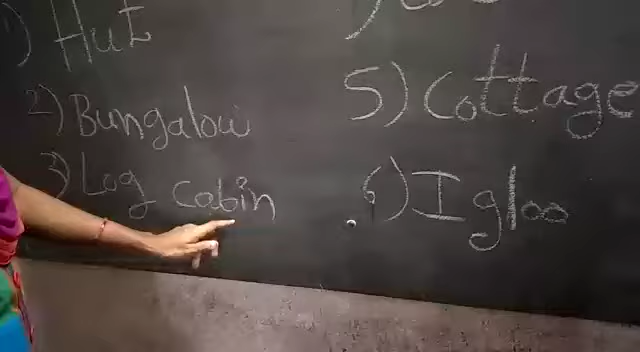 1) Hut
2) Bungalow
3) Log cabin
5) Cottage
6) Igloo